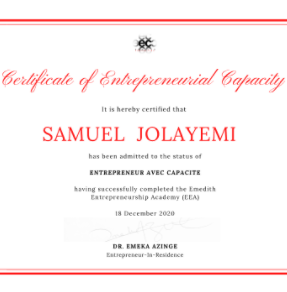 ec
Certificate of Entrepreneurial Capacity
It is hereby certified that
SAMUEL JOLAYEMI
has been admitted to the status of
ENTREPRENEUR AVEC CAPACITE
having successfully completed the Emedith
Entrepreneurship Academy (EEA)
18 December 2020
DR. EMEKA AZINGE
Entrepreneur-In-Residence